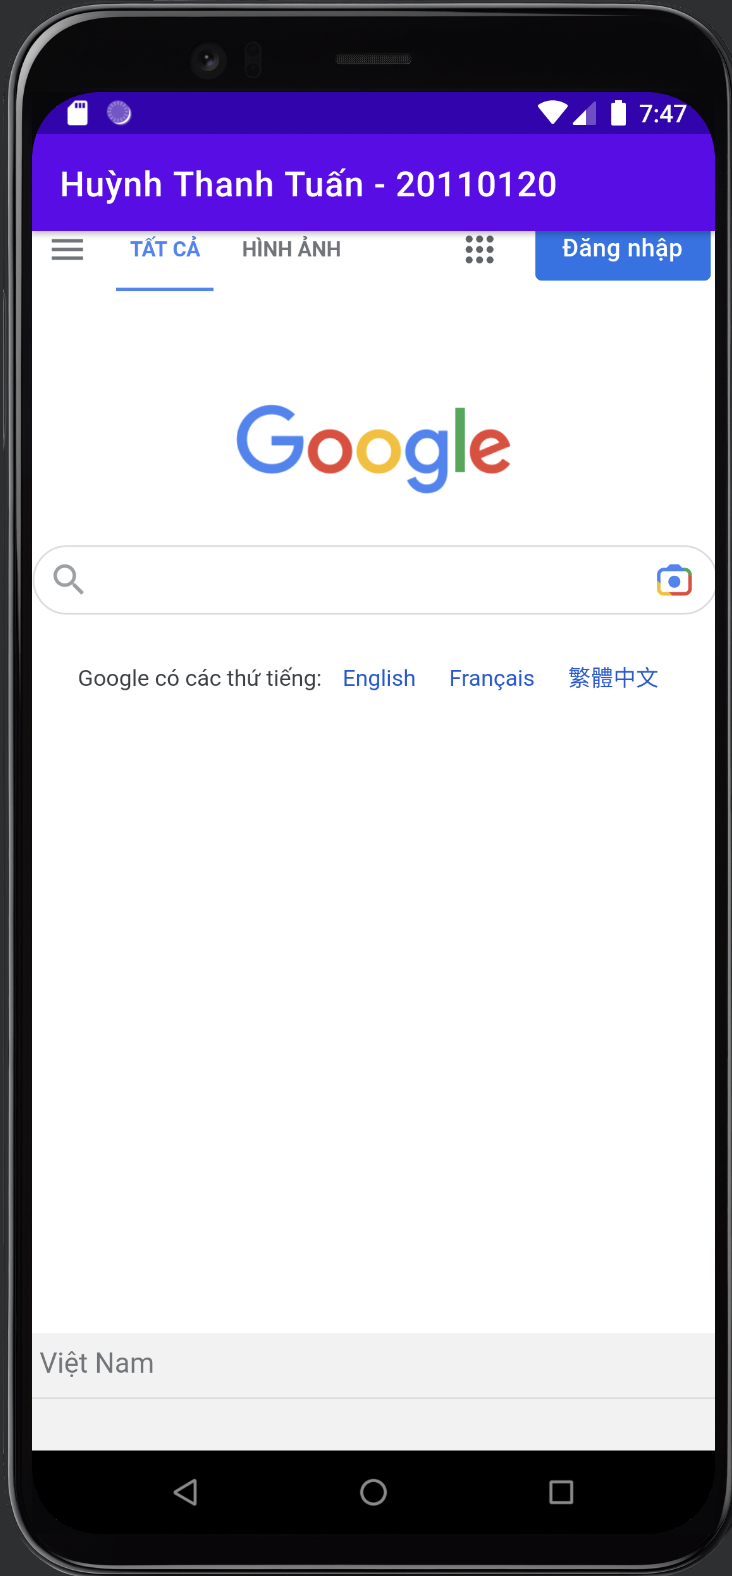 7:47
Huỳnh Thanh Tuấn - 20110120
TẤT CẢ HÌNH ẢNH Đăng nhập
Google
Google có các thứ tiếng: English Français 繁體中文
Việt Nam